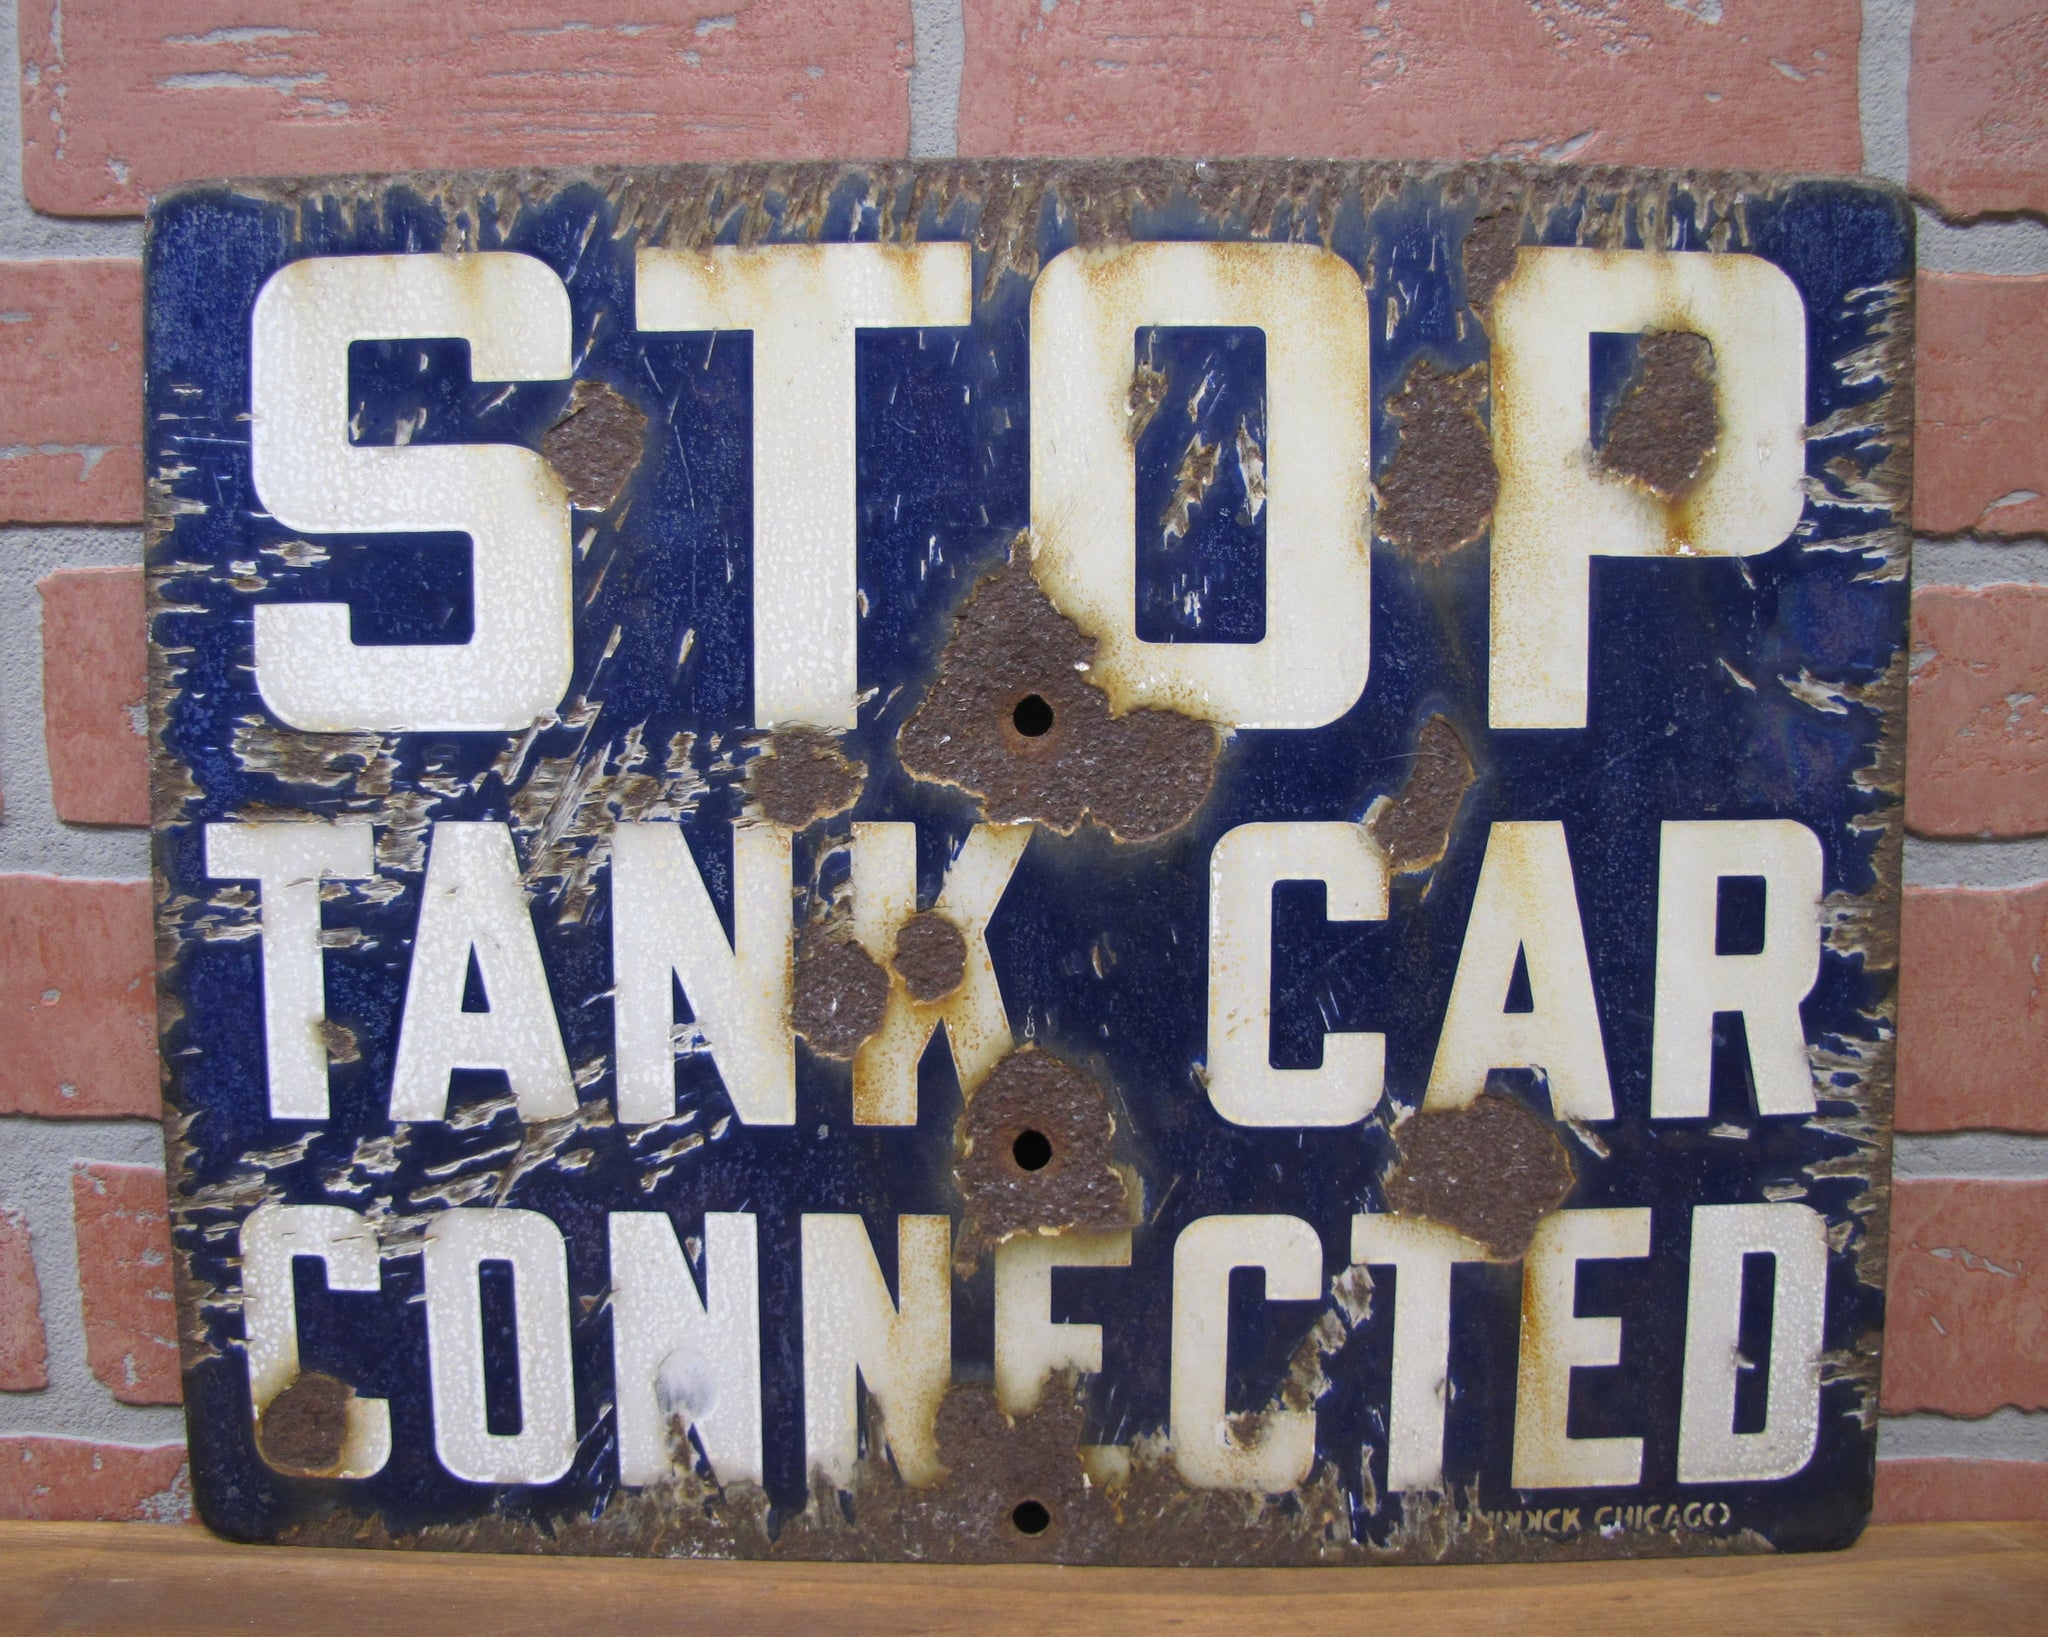 STOP
TANK CAR
CONNECTED
CHICAGO